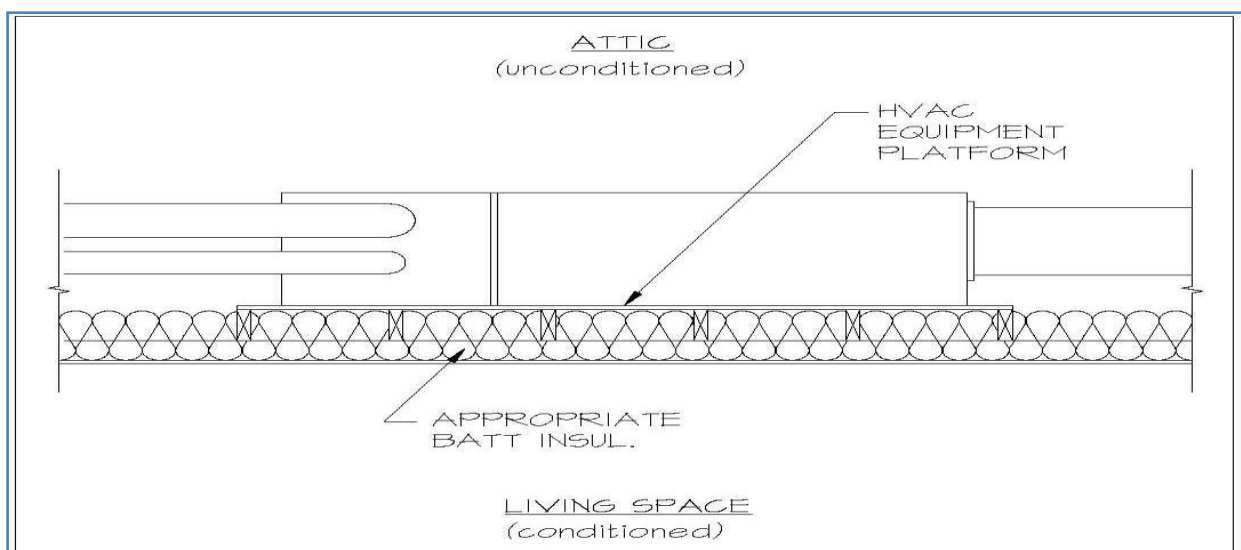 ATTIC
(unconditioned)
HVAC
EQUIPMENT
PLATFORM
APPROPRIATE
BATT INSUL.
LIVING SPACE
(conditioned)